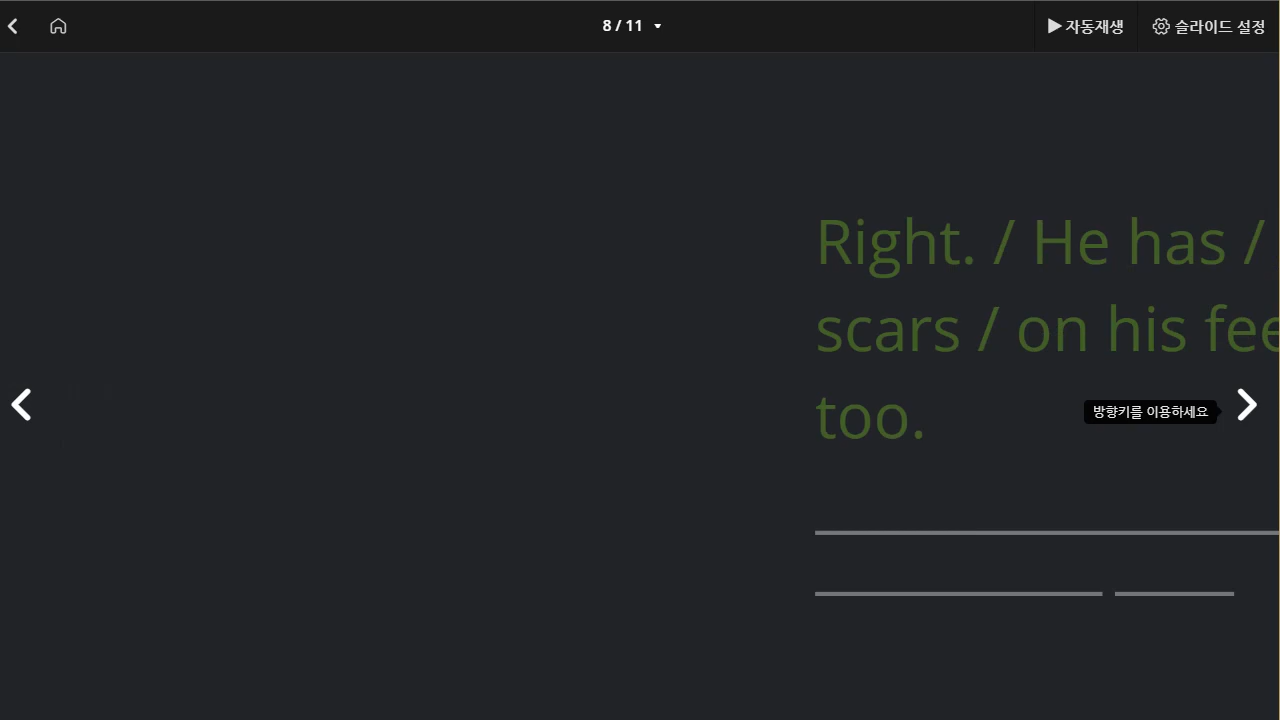 8 / 11
자동재생
슬라이드 설정
Right. / He has /
scars / on his fee
too.
방향키를 이용하세요